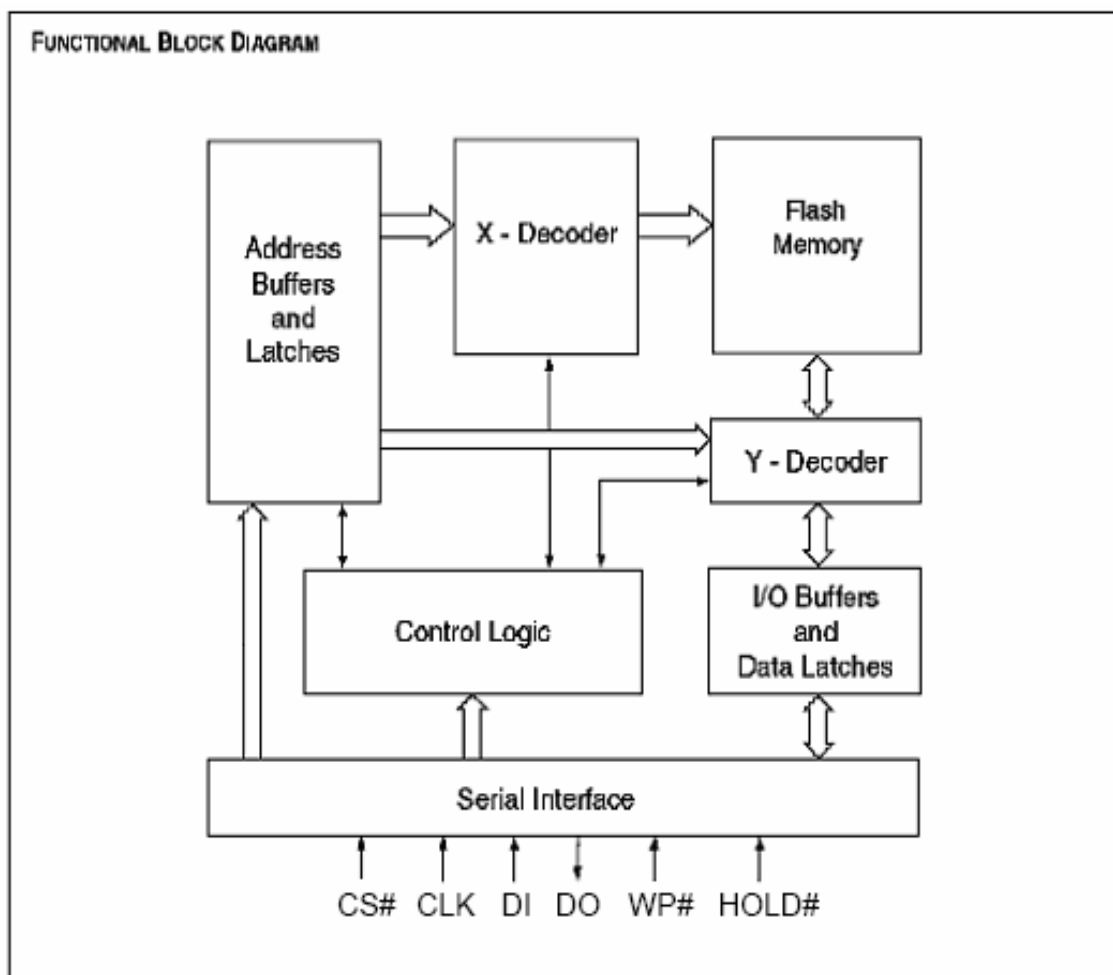 FUNCTIONAL BLOCK DIAGRAM
Address
Buffers
and
Latches
X - Decoder
Flash
Memory
Y - Decoder
Control Logic
I/O Buffers
and
Data Latches
Serial Interface
CS# CLK DI DO WP# HOLD#